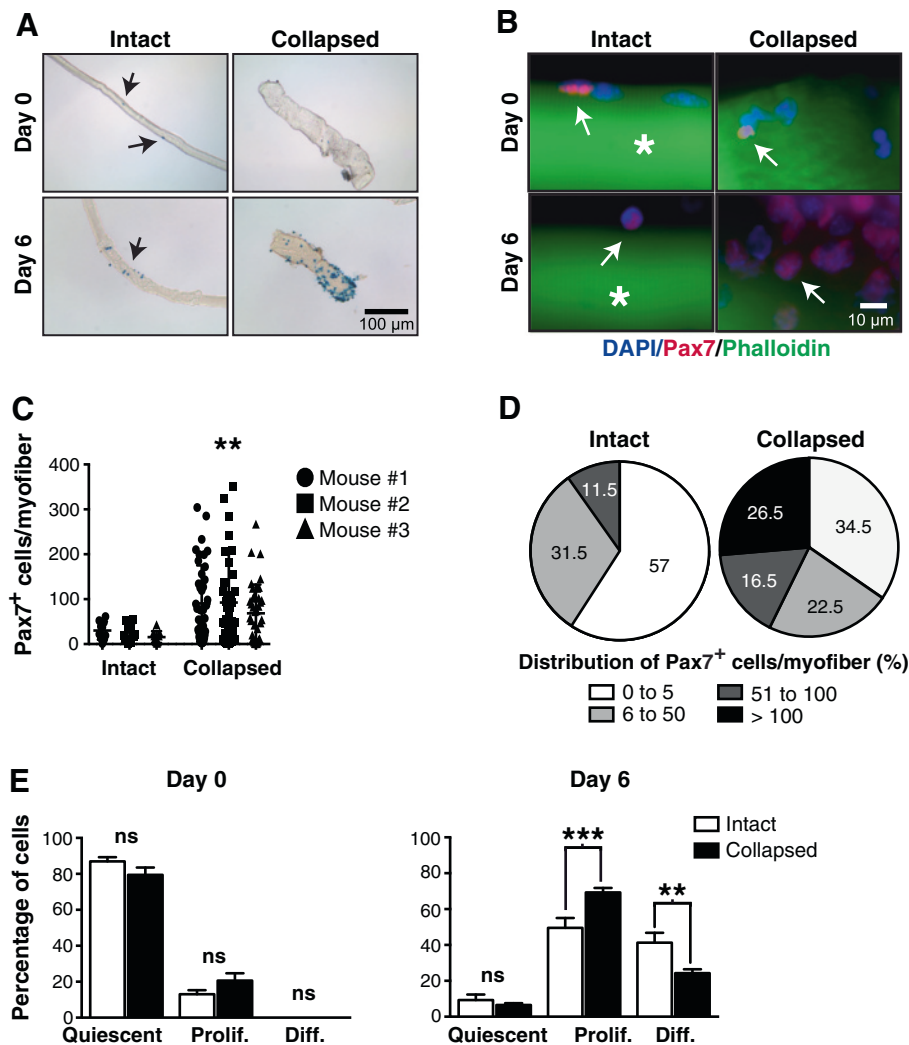 A
Intact Collapsed
Day 0
Day 6
100 µm
B
Intact Collapsed
Day 0
*
Day 6
*
10 µm
DAPI/Pax7/Phalloidin
C
Pax7+ cells/myofiber
400
300
200
100
0
**
Intact Collapsed
Mouse #1
Mouse #2
Mouse #3
D
Intact Collapsed
11.5
31.5
57
26.5
34.5
16.5
22.5
Distribution of Pax7+ cells/myofiber (%)
0 to 5 51 to 100
6 to 50 > 100
E
Day 0
Percentage of cells
100
80
60
40
20
0
ns
ns
ns
Quiescent Prolif. Diff.
Day 6
100
80
60
40
20
0
ns
***
**
Quiescent Prolif. Diff.
Intact
Collapsed